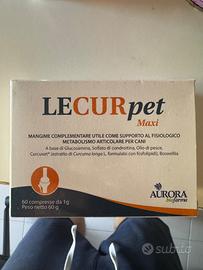 LECURpet
Maxi
MANGIME COMPLEMENTARE UTILE COME SUPPORTO AL FISIOLOGICO
METABOLISMO ARTICOLARE PER CANI
A base di Glucosamina, Solfato di condroitina, Olio di pesce,
Curcuvet® (estratto di Curcuma longa L. formulato con fosfolipidi), Boswellia
60 compresse da 1g
Peso netto 60 g
AURORA
biofarma
subito